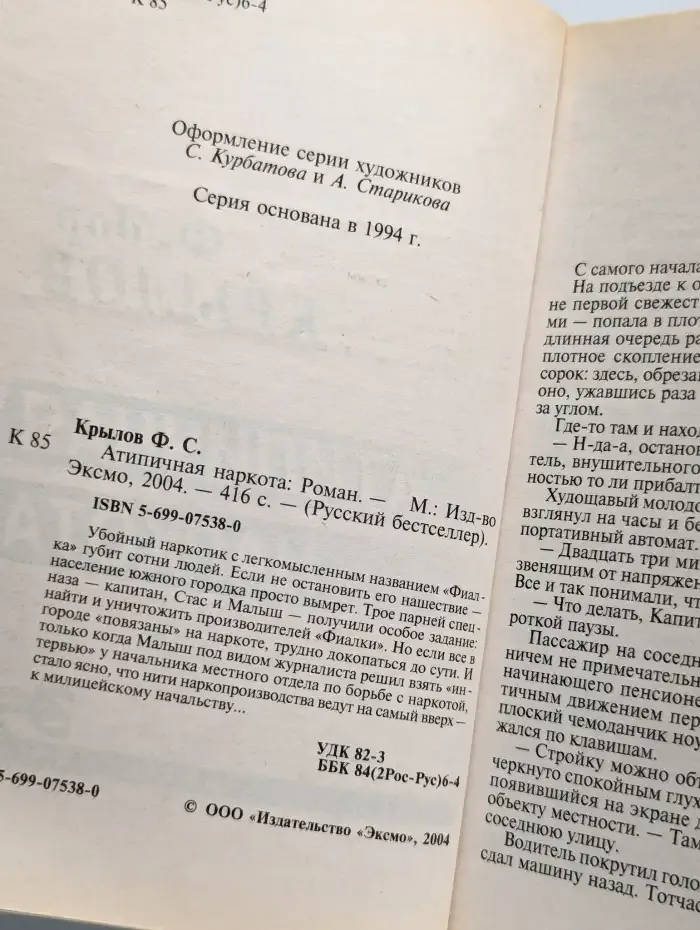 К 85
Рус)6-4
Оформление серии художников
С. Курбатова и А. Старикова
Серия основана в 1994 г.
Крылов Ф. С.
К 85
Атипичная наркота: Роман. — М.: Изд-во
Эксмо, 2004. — 416 с. — (Русский бестселлер).
ISBN 5-699-07538-0
Убойный наркотик с легкомысленным названием «Фиал-
ка» губит сотни людей. Если не остановить его нашествие —
население южного городка просто вымрет. Трое парней спец-
наза — капитан, Стас и Малыш — получили особое задание:
найти и уничтожить производителей «Фиалки». Но если все в
городе «повязаны» на наркоте, трудно докопаться до сути. И
только когда Малыш под видом журналиста решил взять «ин-
тервью» у начальника местного отдела по борьбе с наркотой,
стало ясно, что нити наркопроизводства ведут на самый вверх —
к милицейскому начальству...
УДК 82-3
ББК 84(2Рос-Рус)6-4
5-699-07538-0
© ООО «Издательство «Эксмо», 2004
С самого начала
На подъезде к о
не первой свежест
ми — попала в плот
длинная очередь ра
плотное скопление
сорок: здесь, обреза
оно, ужавшись раза
за углом.
Где-то там и наход
— Н-да-а, останов
тель, внушительного
ностью то ли прибалт
Худощавый молодо
взглянул на часы и бе
портативный автомат.
— Двадцать три мин
звенящим от напряжен
Все и так понимали, чт
— Что делать, Капит
роткой паузы.
Пассажир на соседн
ничем не примечательн
начинающего пенсионе
тичным движением пер
плоский чемоданчик ноу
жался по клавишам.
— Стройку можно объ
черкнуто спокойным глух
появившийся на экране д
объекту местности. — Там
соседнюю улицу.
Водитель покрутил голо
сдал машину назад. Тотчас